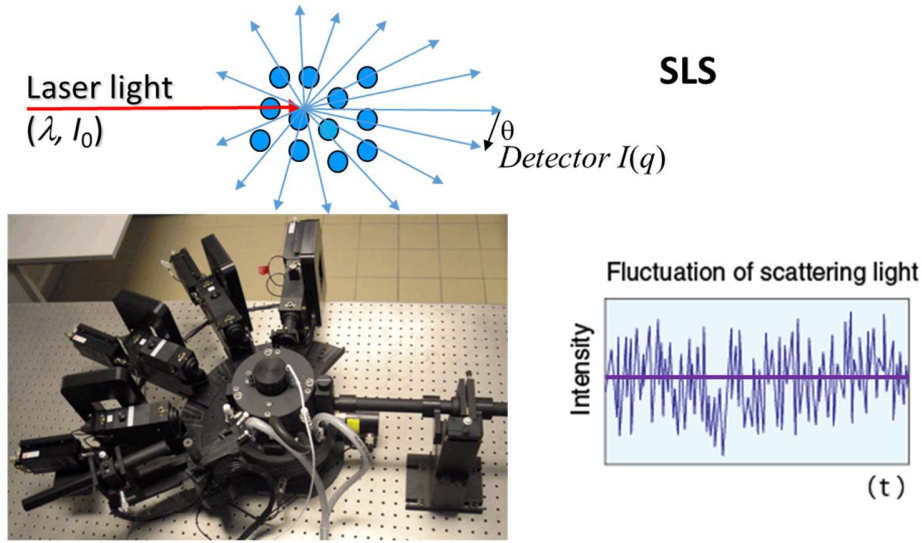 SLS
Laser light
(λ, I₀)
θ
Detector I(q)
Fluctuation of scattering light
Intensity
(t)